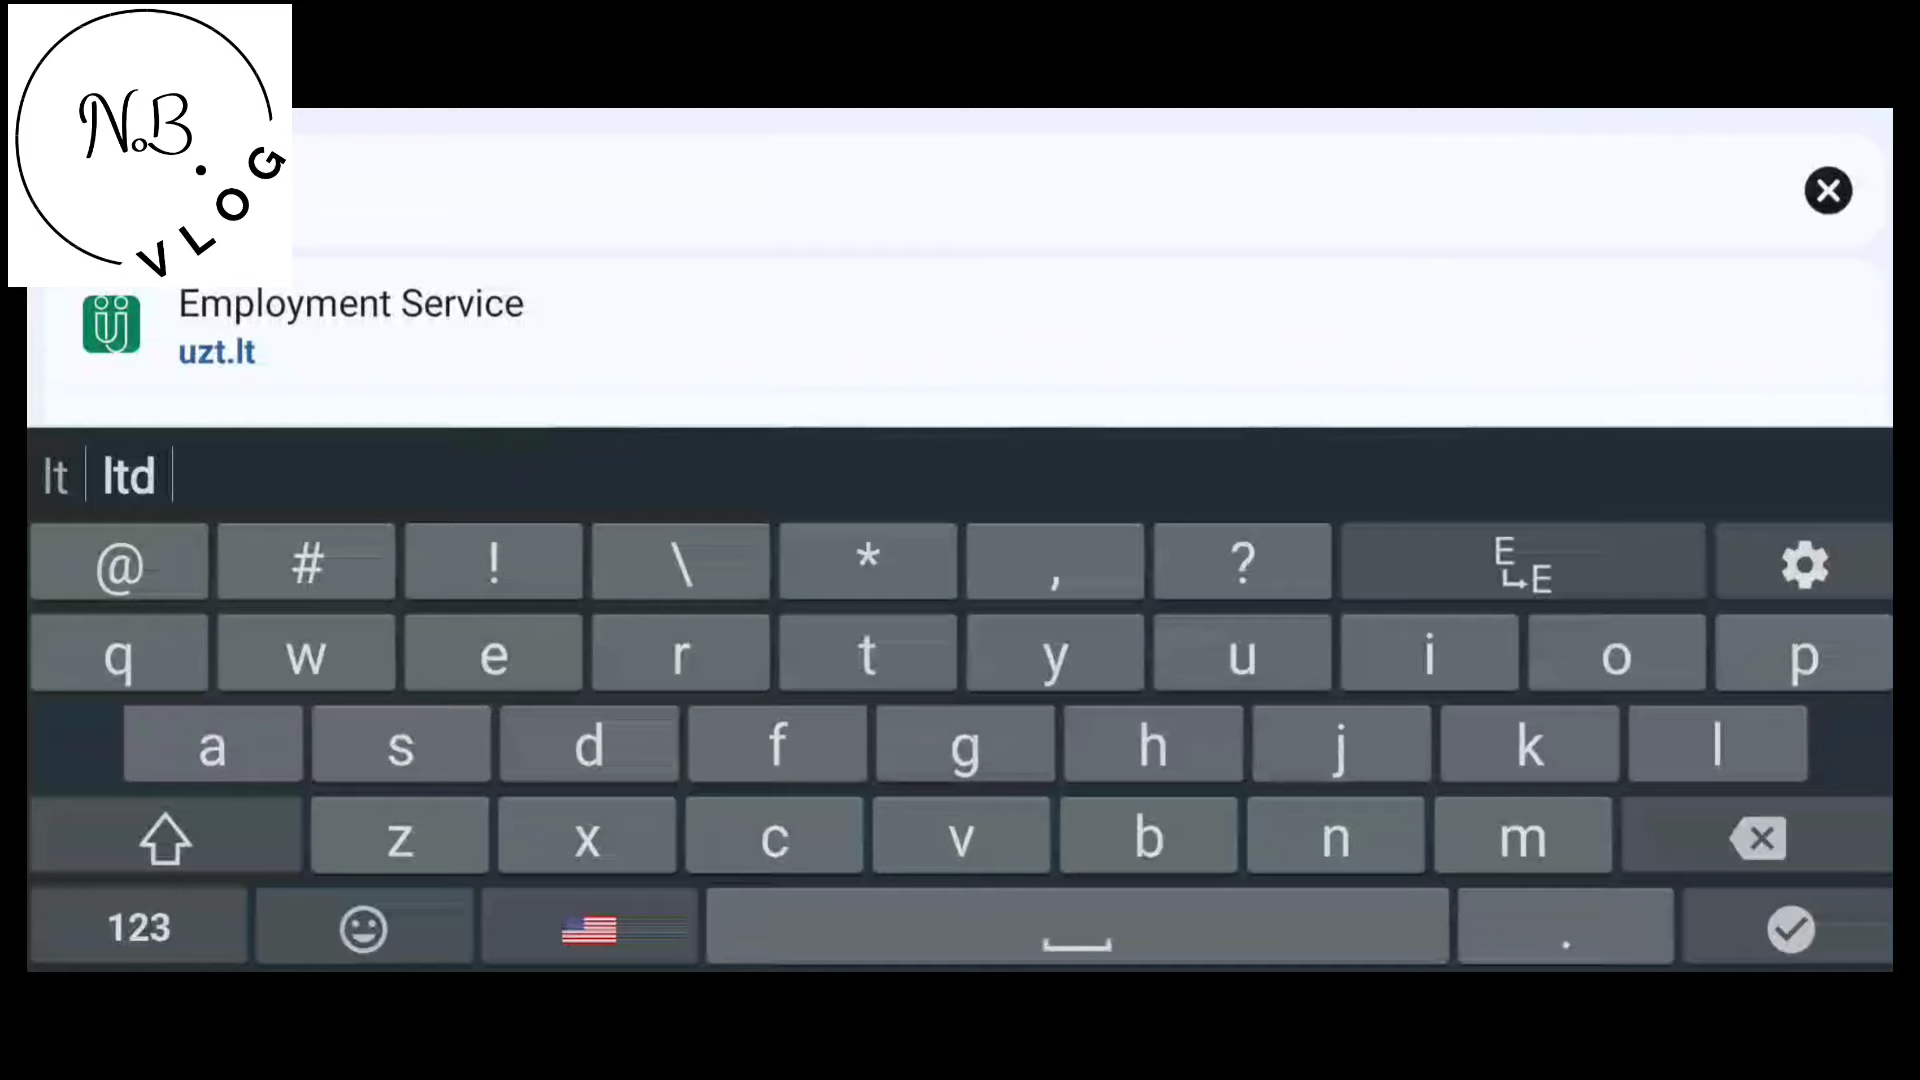 N.B.
VLOG
Employment Service
uzt.lt
lt ltd
@ # ! \ * , ? E E
q w e r t y u i o p
a s d f g h j k l
z x c v b n m
123 .